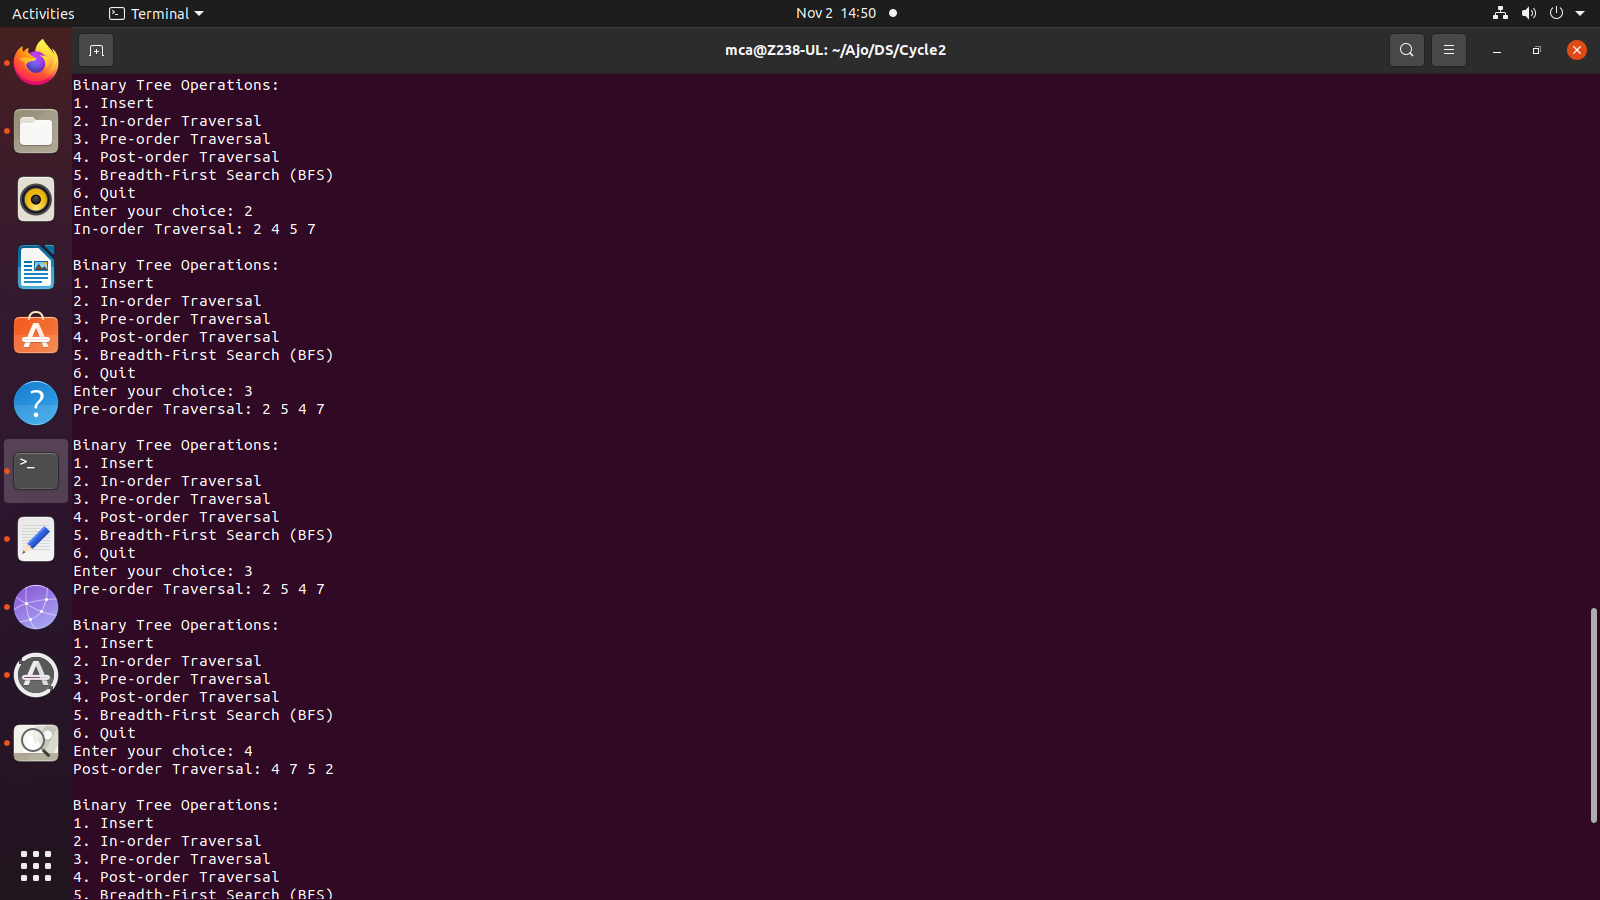 Activities
Terminal
Nov 2 14:50
mca@Z238-UL: ~/Ajo/DS/Cycle2
Binary Tree Operations:
1. Insert
2. In-order Traversal
3. Pre-order Traversal
4. Post-order Traversal
5. Breadth-First Search (BFS)
6. Quit
Enter your choice: 2
In-order Traversal: 2 4 5 7
Binary Tree Operations:
1. Insert
2. In-order Traversal
3. Pre-order Traversal
4. Post-order Traversal
5. Breadth-First Search (BFS)
6. Quit
Enter your choice: 3
Pre-order Traversal: 2 5 4 7
Binary Tree Operations:
1. Insert
2. In-order Traversal
3. Pre-order Traversal
4. Post-order Traversal
5. Breadth-First Search (BFS)
6. Quit
Enter your choice: 3
Pre-order Traversal: 2 5 4 7
Binary Tree Operations:
1. Insert
2. In-order Traversal
3. Pre-order Traversal
4. Post-order Traversal
5. Breadth-First Search (BFS)
6. Quit
Enter your choice: 4
Post-order Traversal: 4 7 5 2
Binary Tree Operations:
1. Insert
2. In-order Traversal
3. Pre-order Traversal
4. Post-order Traversal
5. Breadth-First Search (BFS)